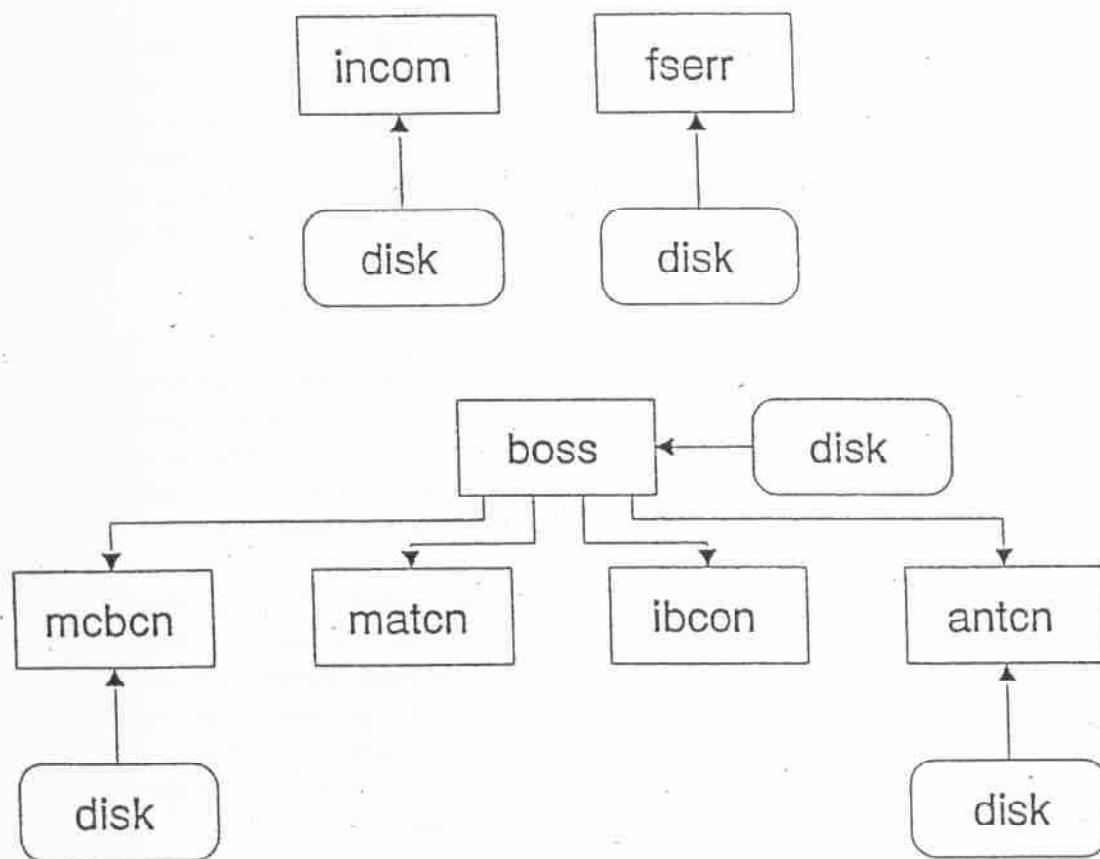 incom fserr
disk disk
boss disk
mcbcn matcn ibcon antcn
disk disk